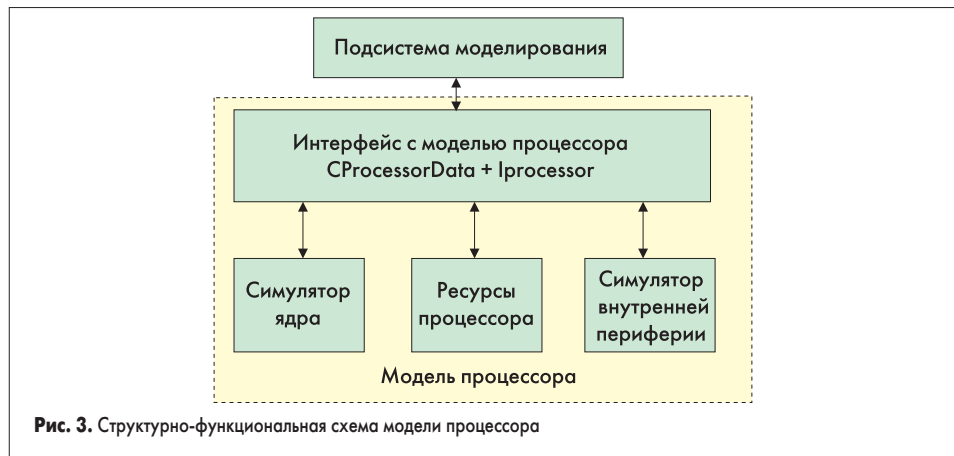 Подсистема моделирования
Интерфейс с моделью процессора
CProcessorData + Iprocessor
Симулятор
ядра
Ресурсы
процессора
Симулятор
внутренней
периферии
Модель процессора
Рис. 3. Структурно-функциональная схема модели процессора